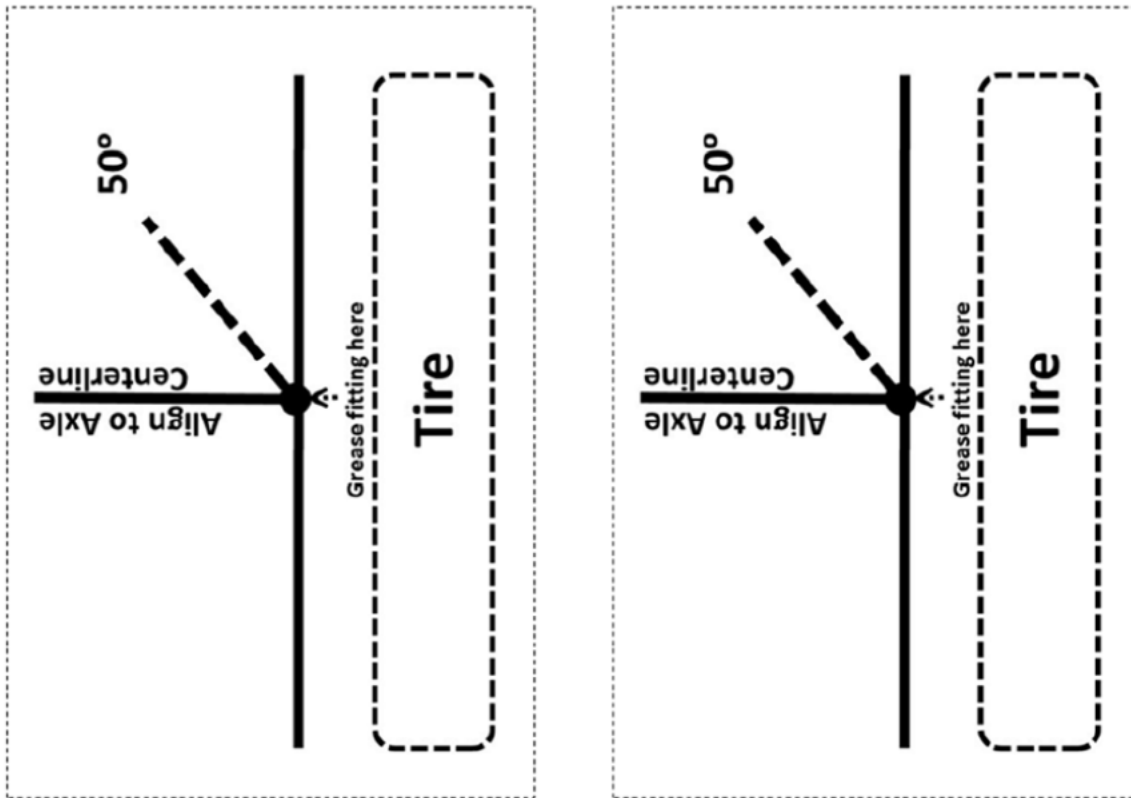 50°
Centerline
Align to Axle
Grease fitting here
Tire
50°
Centerline
Align to Axle
Grease fitting here
Tire